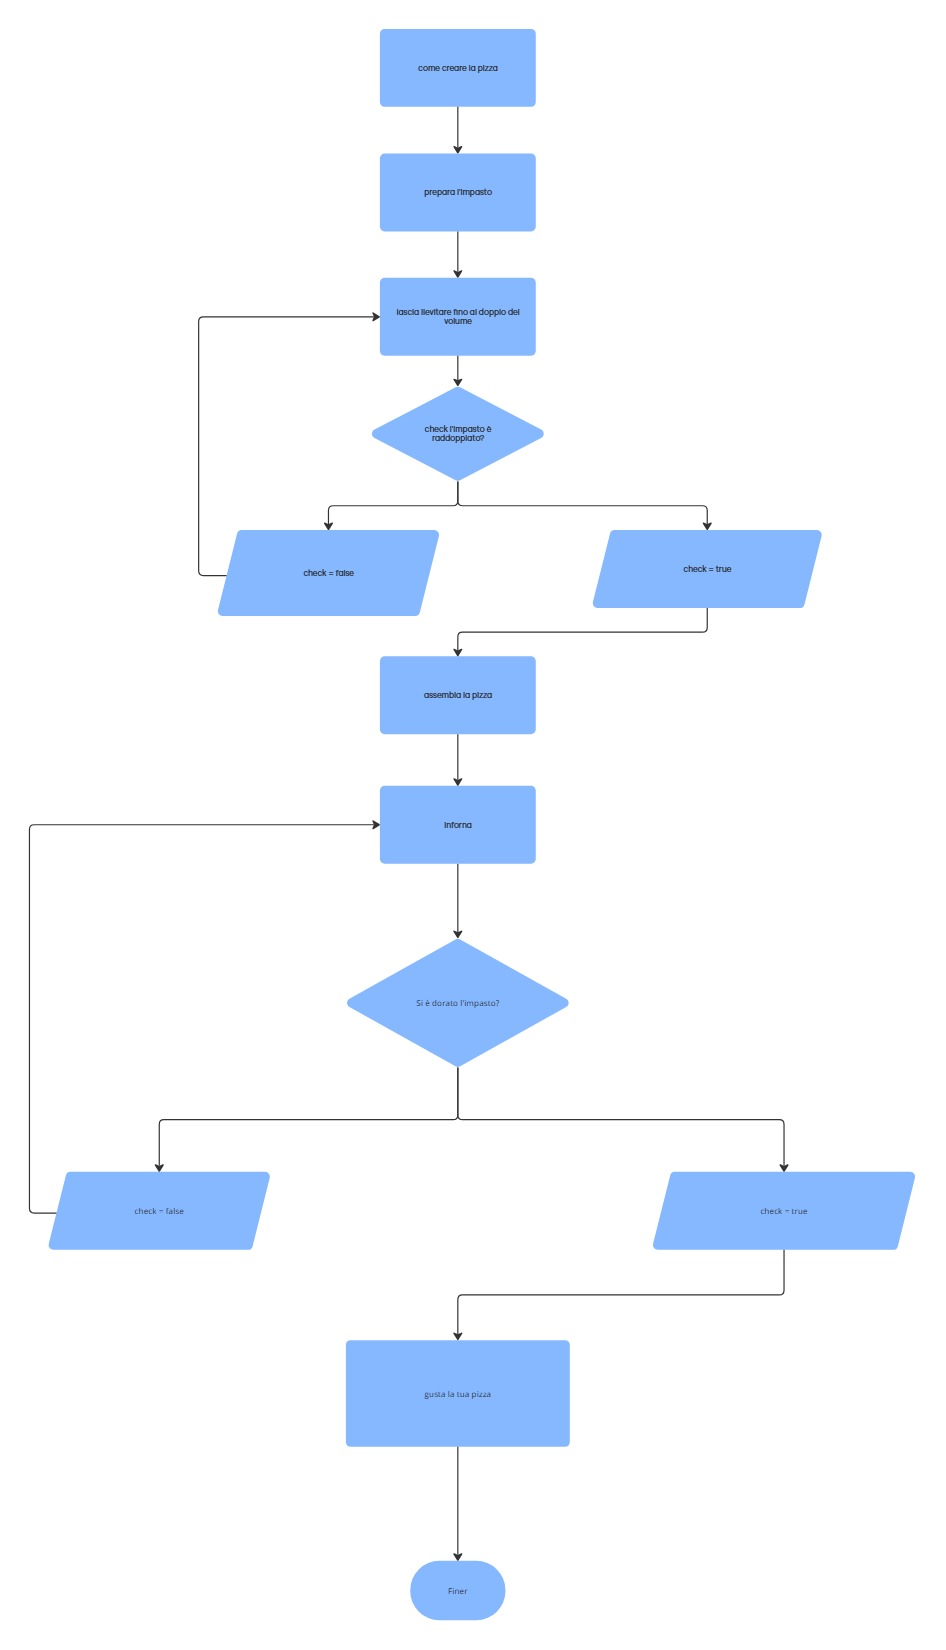 come creare la pizza
prepara l'impasto
lascia lievitare fino al doppio del
volume
check l'impasto è
raddoppiato?
check = false
check = true
assembla la pizza
Inforna
Si è dorato l'impasto?
check = false
check = true
gusta la tua pizza
Finer